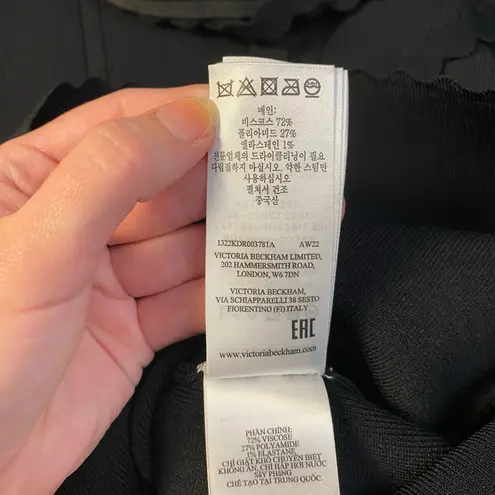 메인:
비스코스 72%
폴리아미드 27%
엘라스테인 1%
전문업체의 드라이클리닝이 필요
다림질하지 마십시오. 약한 스팀만
사용하십시오
펼쳐서 건조
중국산
1322KDR003781A AW22
VICTORIA BECKHAM LIMITED,
202 HAMMERSMITH ROAD,
LONDON, W6 7DN
VICTORIA BECKHAM,
VIA SCHIAPPARELLI 38 SESTO
FIORENTINO (FI) ITALY
EAC
www.victoriabeckham.com
PHẦN CHÍNH:
72% VISCOSE
27% POLYAMIDE
1% ELASTANE
CHỈ GIẶT KHÔ CHUYÊN BIỆT
KHÔNG LÀ ỦI, CHỈ HẤP HƠI NƯỚC
SẤY PHẲNG
CHẾ TẠO TẠI TRUNG QUỐC